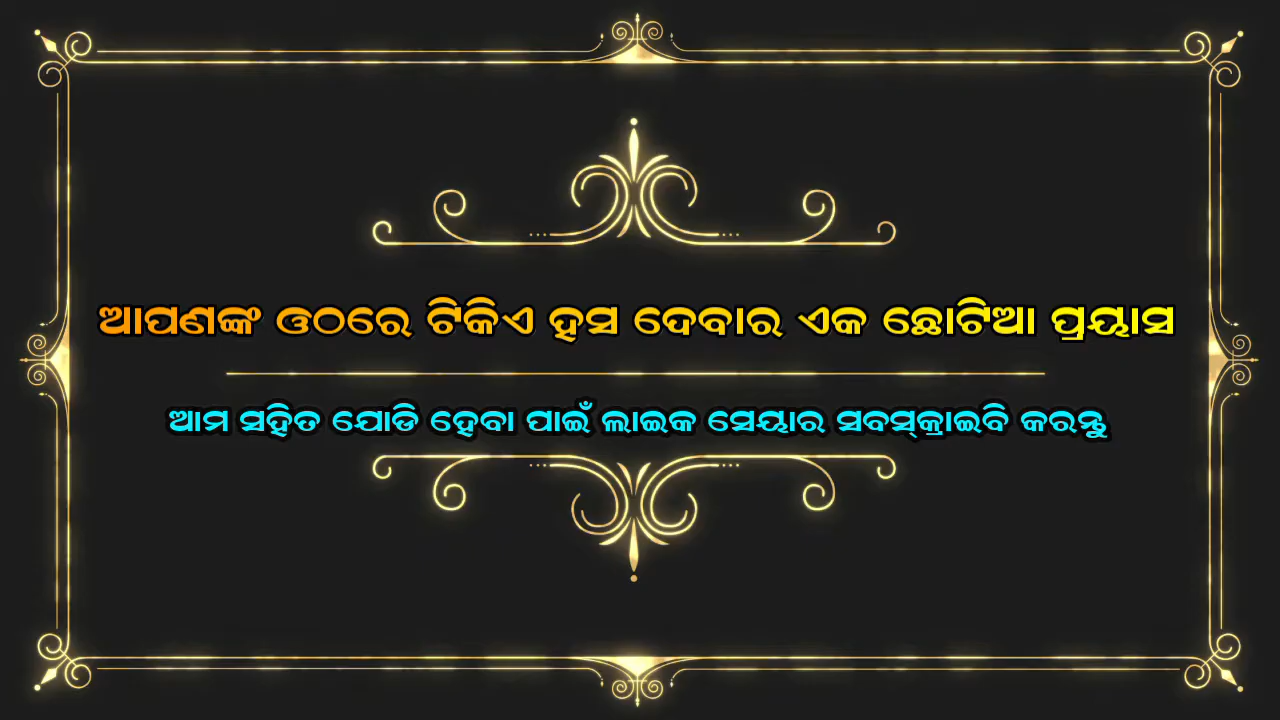 ଆପଣଙ୍କ ଓଠରେ ଟିକିଏ ହସ ଦେବାର ଏକ ଛୋଟିଆ ପ୍ରୟାସ
ଆମ ସହିତ ଯୋଡି ହେବା ପାଇଁ ଲାଇକ ସେୟାର ସବସ୍କ୍ରାଇବି କରନ୍ତୁ